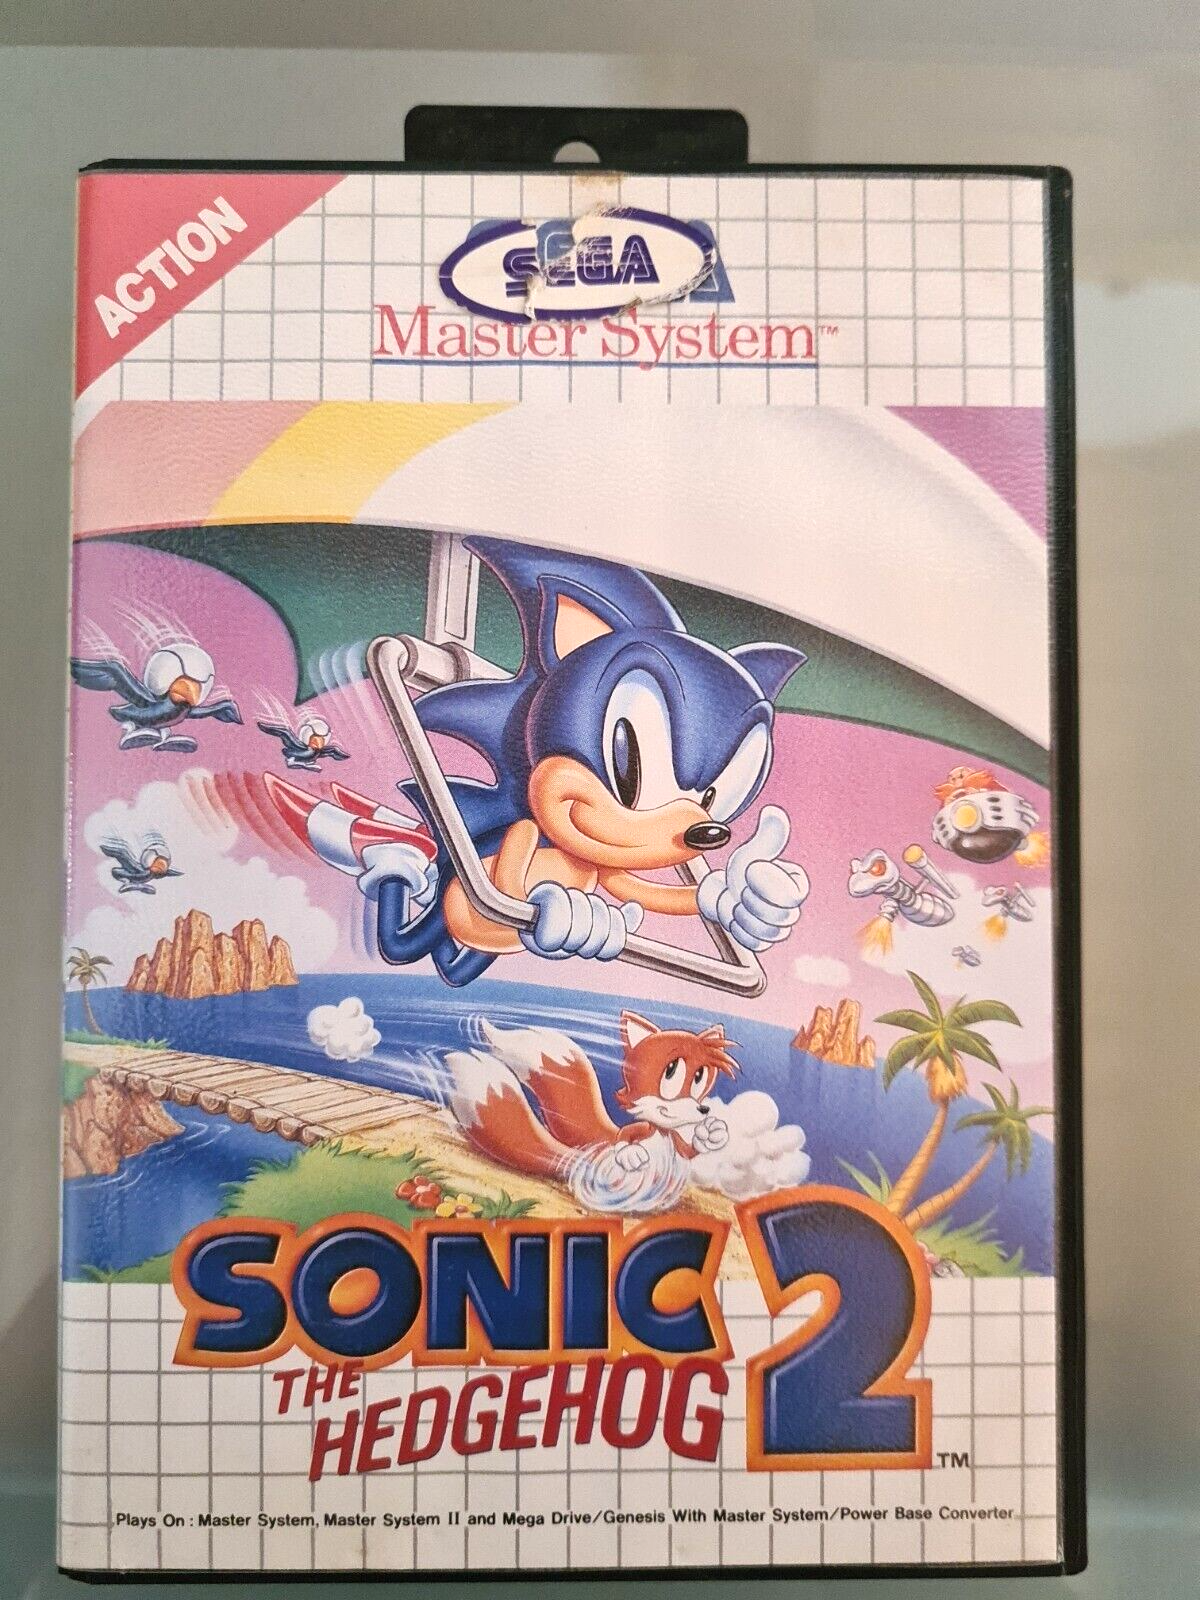 ACTION
SEGA
Master System™
SONIC 2
THE
HEDGEHOG
TM
Plays On : Master System, Master System II and Mega Drive/Genesis With Master System/Power Base Converter